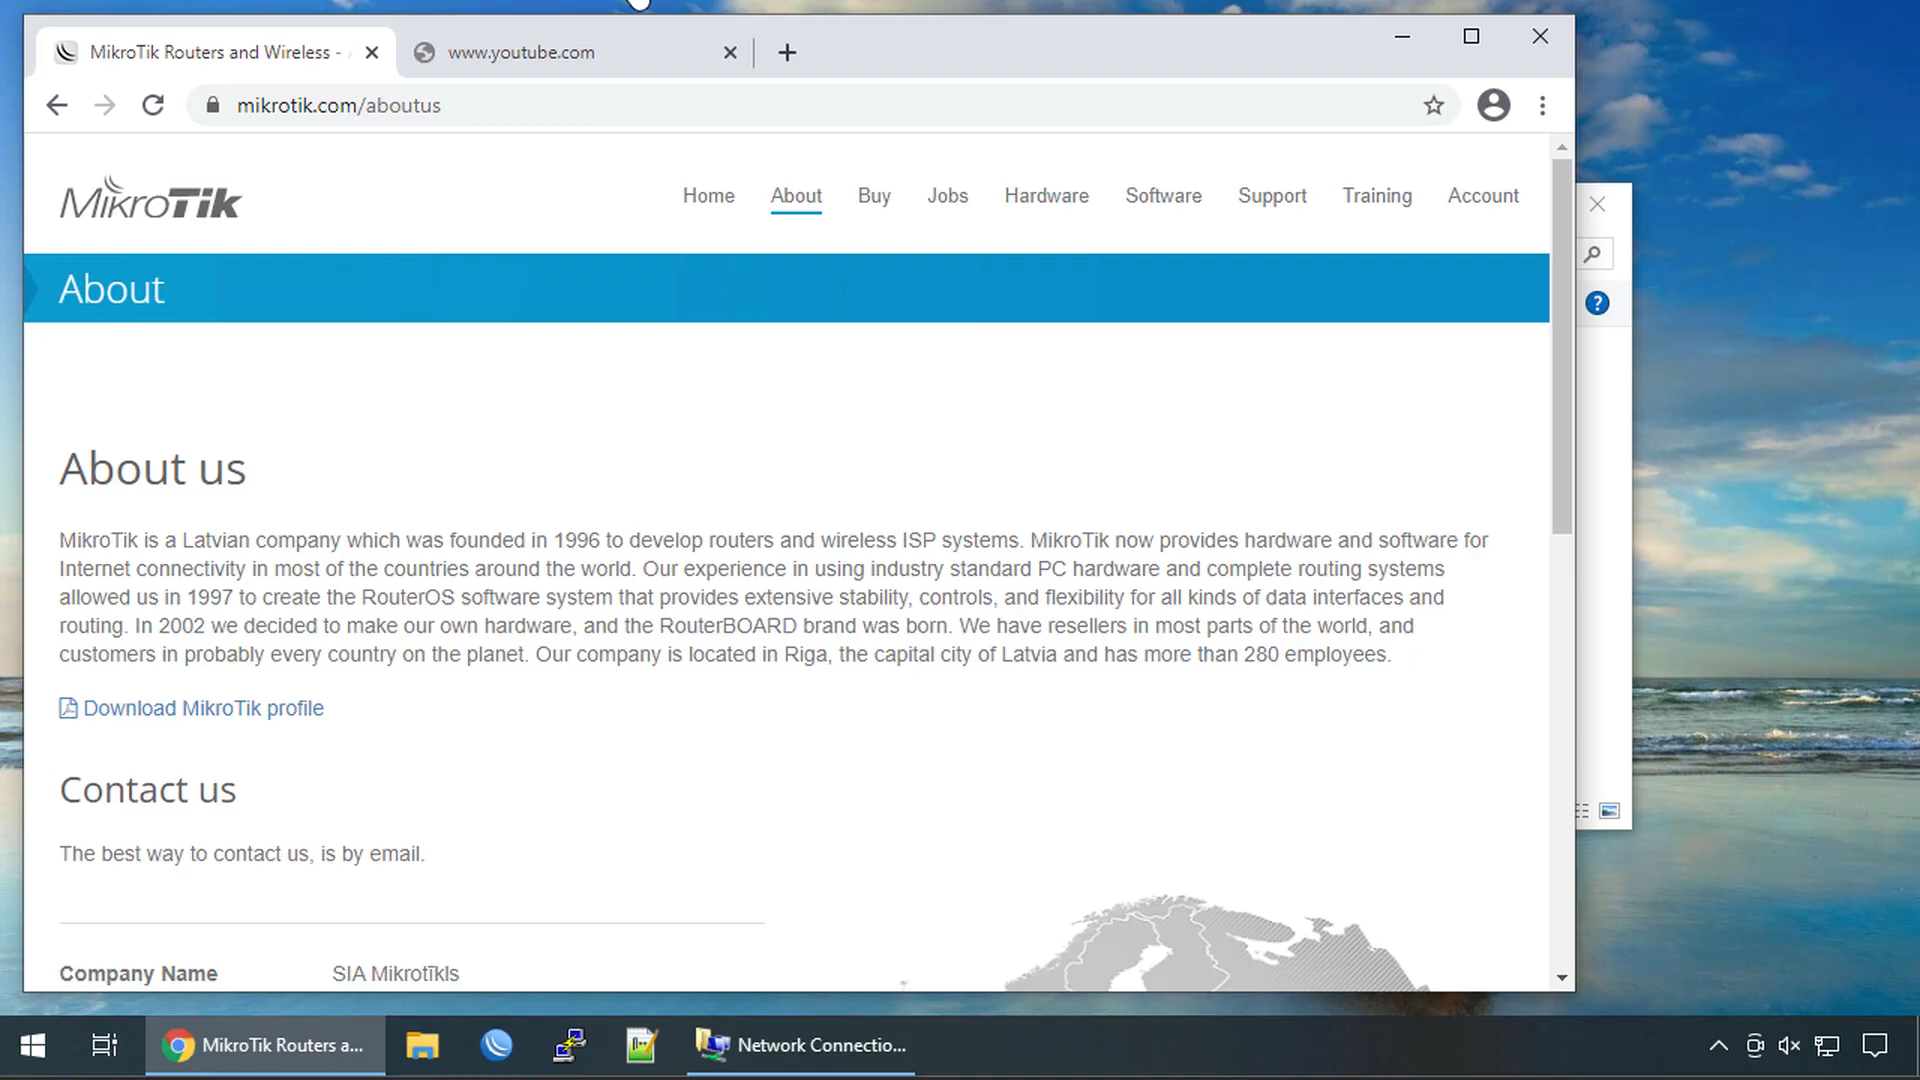 MikroTik Routers and Wireless -
www.youtube.com
mikrotik.com/aboutus
MikroTik
Home
About
Buy
Jobs
Hardware
Software
Support
Training
Account
About
About us
MikroTik is a Latvian company which was founded in 1996 to develop routers and wireless ISP systems. MikroTik now provides hardware and software for
Internet connectivity in most of the countries around the world. Our experience in using industry standard PC hardware and complete routing systems
allowed us in 1997 to create the RouterOS software system that provides extensive stability, controls, and flexibility for all kinds of data interfaces and
routing. In 2002 we decided to make our own hardware, and the RouterBOARD brand was born. We have resellers in most parts of the world, and
customers in probably every country on the planet. Our company is located in Riga, the capital city of Latvia and has more than 280 employees.
Download MikroTik profile
Contact us
The best way to contact us, is by email.
Company Name
SIA Mikrotīkls
MikroTik Routers a...
Network Connectio...